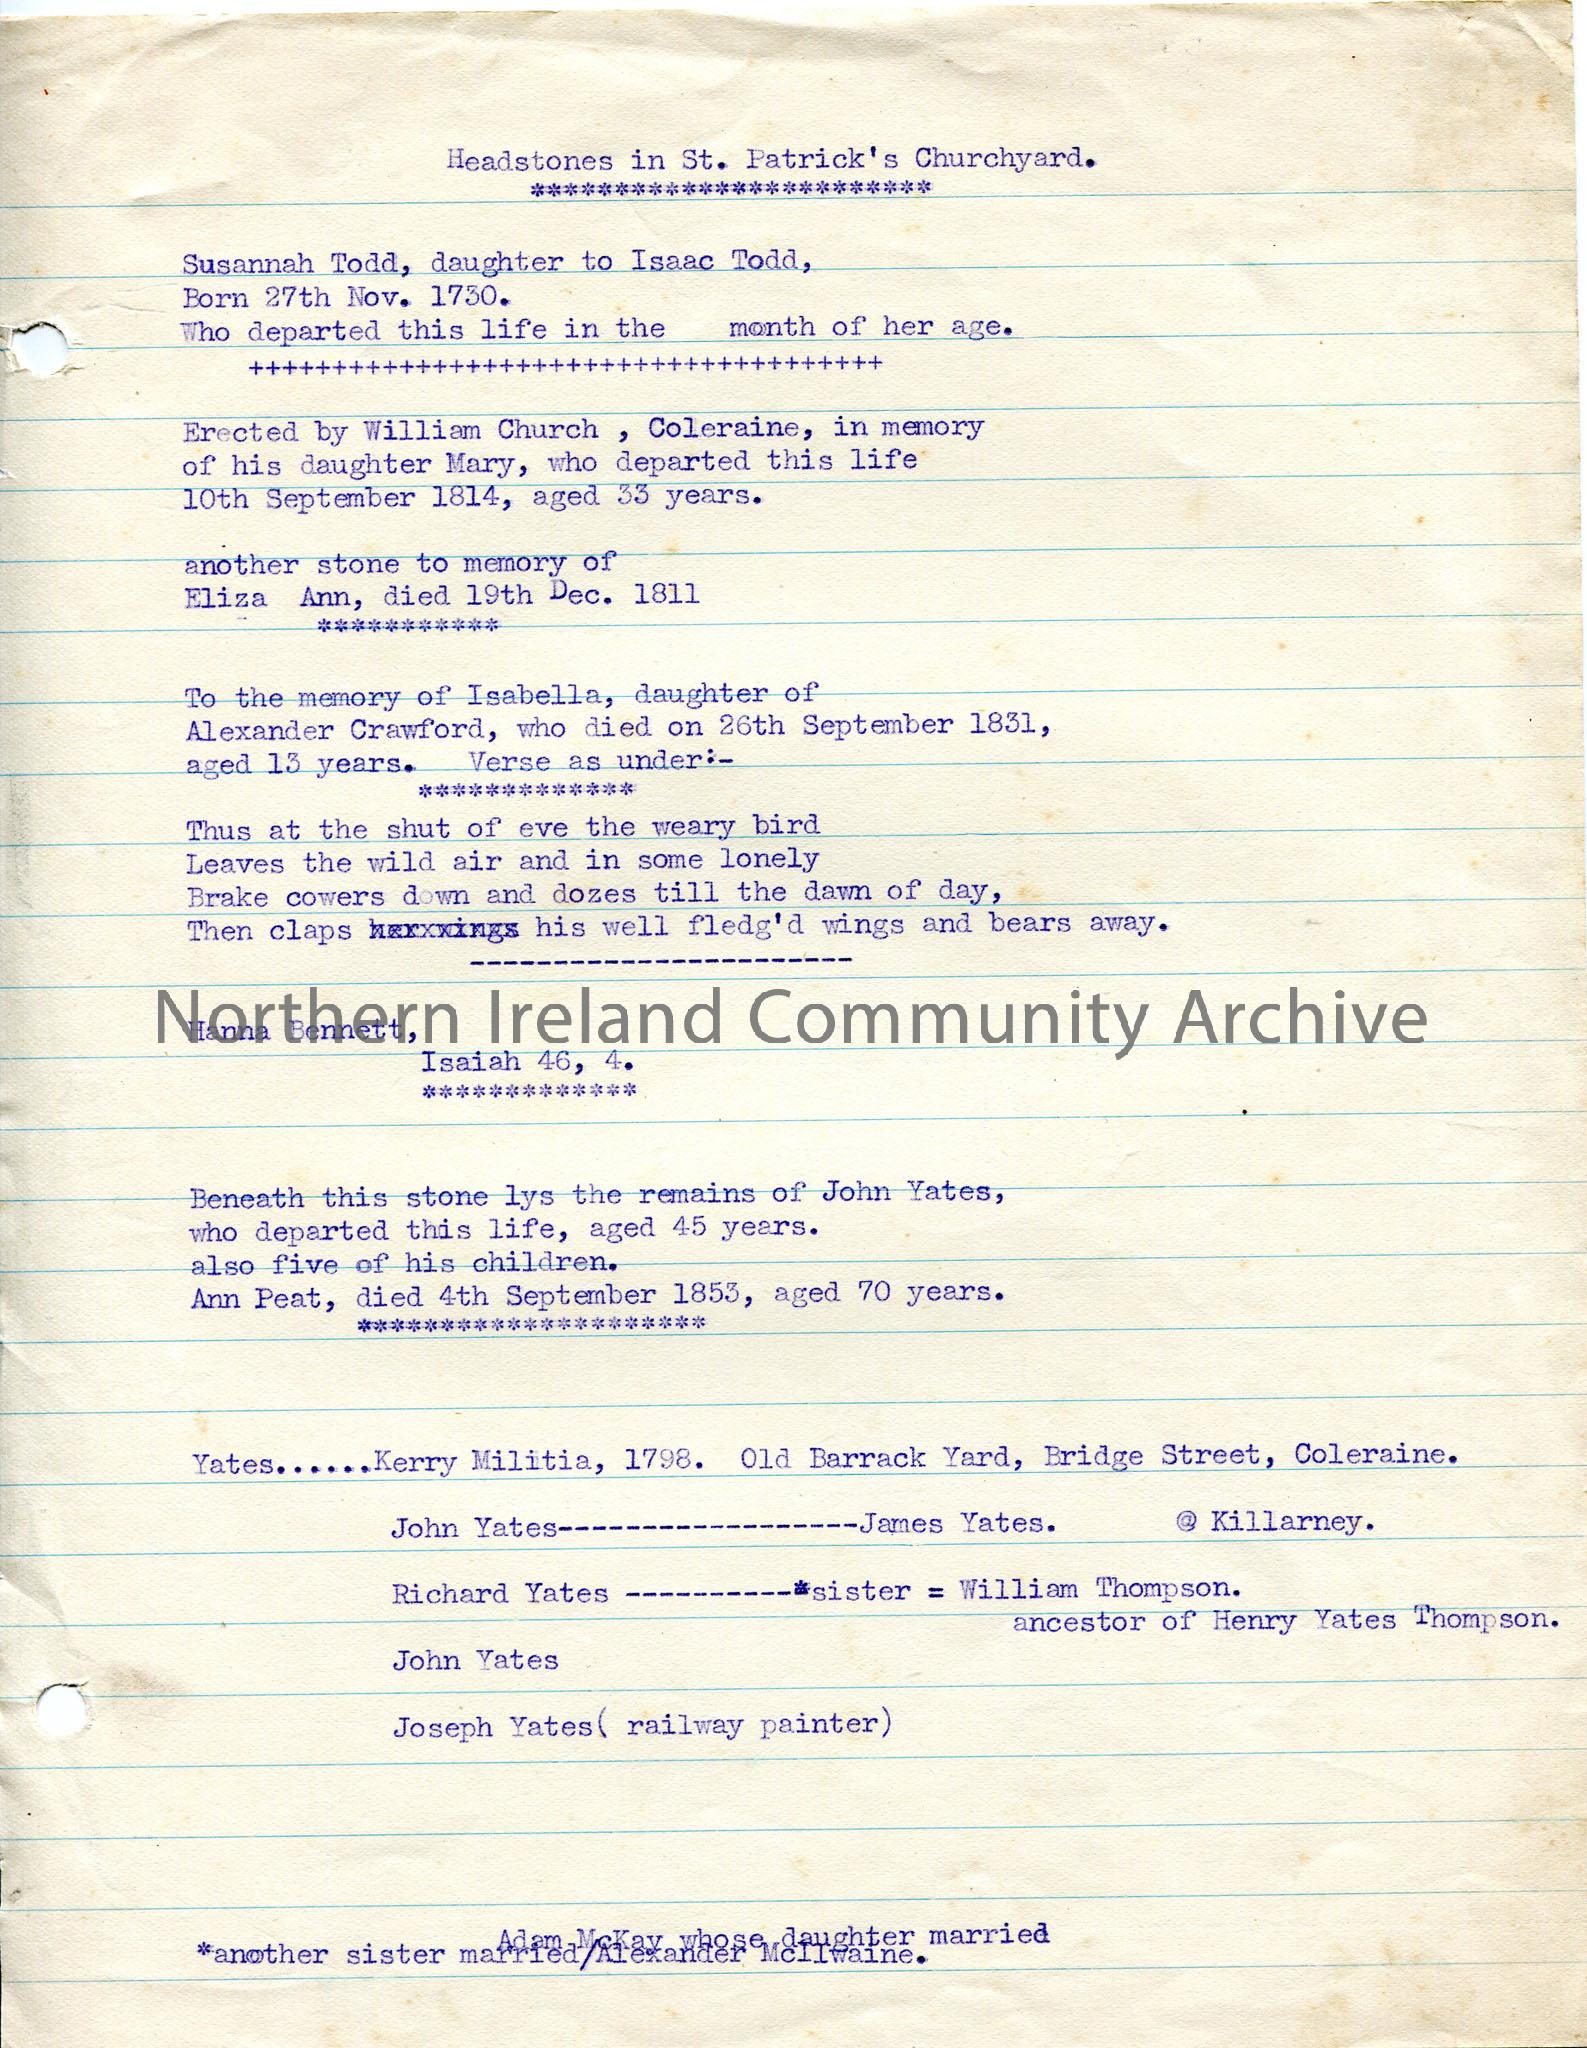 Headstones in St. Patrick's Churchyard.
************************
Susannah Todd, daughter to Isaac Todd,
Born 27th Nov. 1730.
Who departed this life in the month of her age.
++++++++++++++++++++++++++++++++++++++
Erected by William Church , Coleraine, in memory
of his daughter Mary, who departed this life
10th September 1814, aged 33 years.
another stone to memory of
Eliza Ann, died 19th Dec. 1811
***********
To the memory of Isabella, daughter of
Alexander Crawford, who died on 26th September 1831,
aged 13 years. Verse as under:-
*************
Thus at the shut of eve the weary bird
Leaves the wild air and in some lonely
Brake cowers down and dozes till the dawn of day,
Then claps his well fledg'd wings and bears away.
-----------------------
Northern Ireland Community Archive
Hanna Bennett,
Isaiah 46, 4.
*************
Beneath this stone lys the remains of John Yates,
who departed this life, aged 45 years.
also five of his children.
Ann Peat, died 4th September 1853, aged 70 years.
*********************
Yates......Kerry Militia, 1798. Old Barrack Yard, Bridge Street, Coleraine.
John Yates------------------James Yates. @ Killarney.
Richard Yates ----------*sister = William Thompson.
ancestor of Henry Yates Thompson.
John Yates
Joseph Yates( railway painter)
Adam McKay whose daughter married
*another sister married/Alexander McIlwaine.